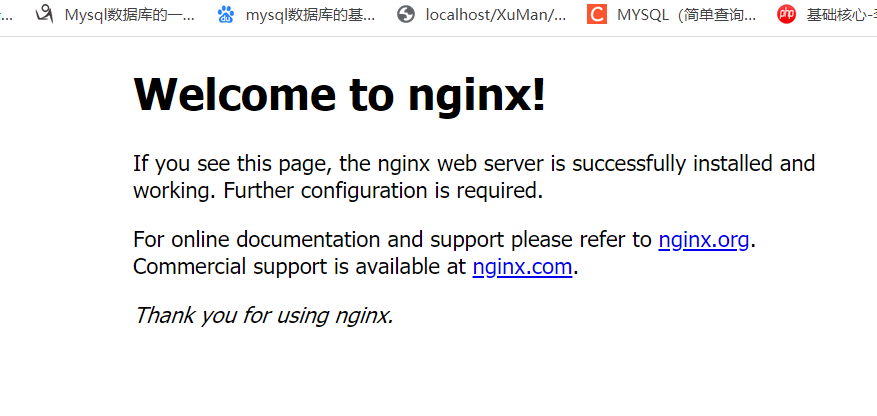 Mysql数据库的一... mysql数据库的基... localhost/XuMan/... MYSQL（简单查询... php 基础核心-
Welcome to nginx!
If you see this page, the nginx web server is successfully installed and
working. Further configuration is required.
For online documentation and support please refer to nginx.org.
Commercial support is available at nginx.com.
Thank you for using nginx.